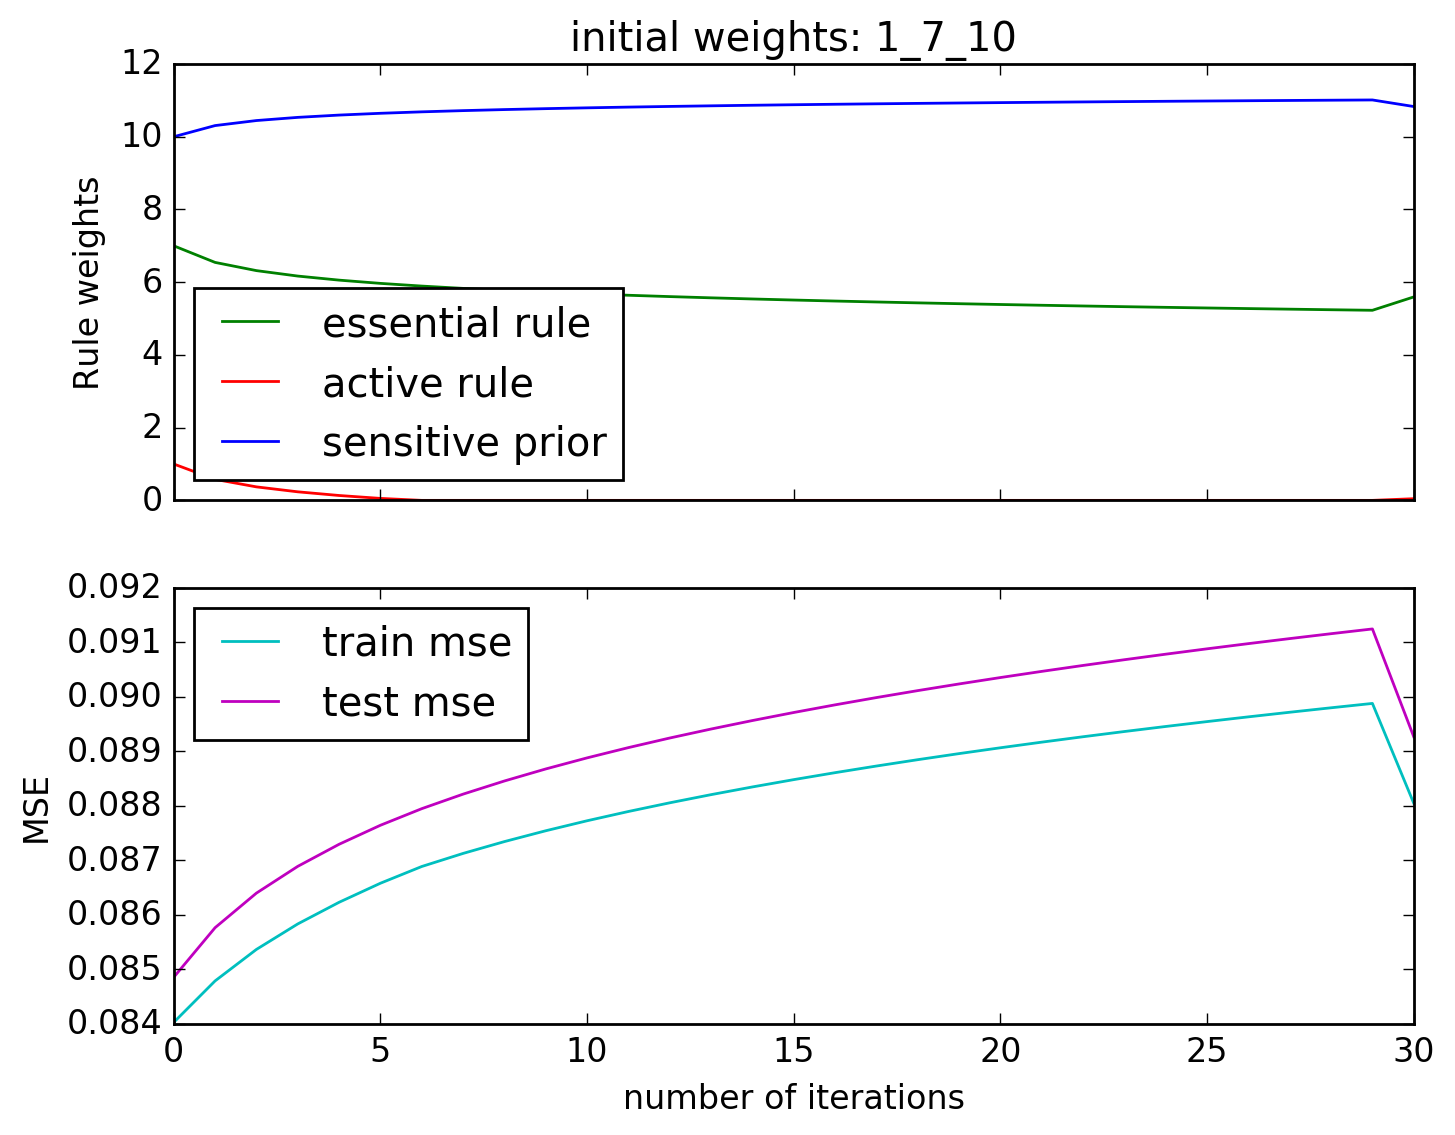 initial weights: 1_7_10
12
10
8
6
4
2
0
Rule weights
essential rule
active rule
sensitive prior
0.092
0.091
0.090
0.089
0.088
0.087
0.086
0.085
0.084
MSE
train mse
test mse
0 5 10 15 20 25 30
number of iterations